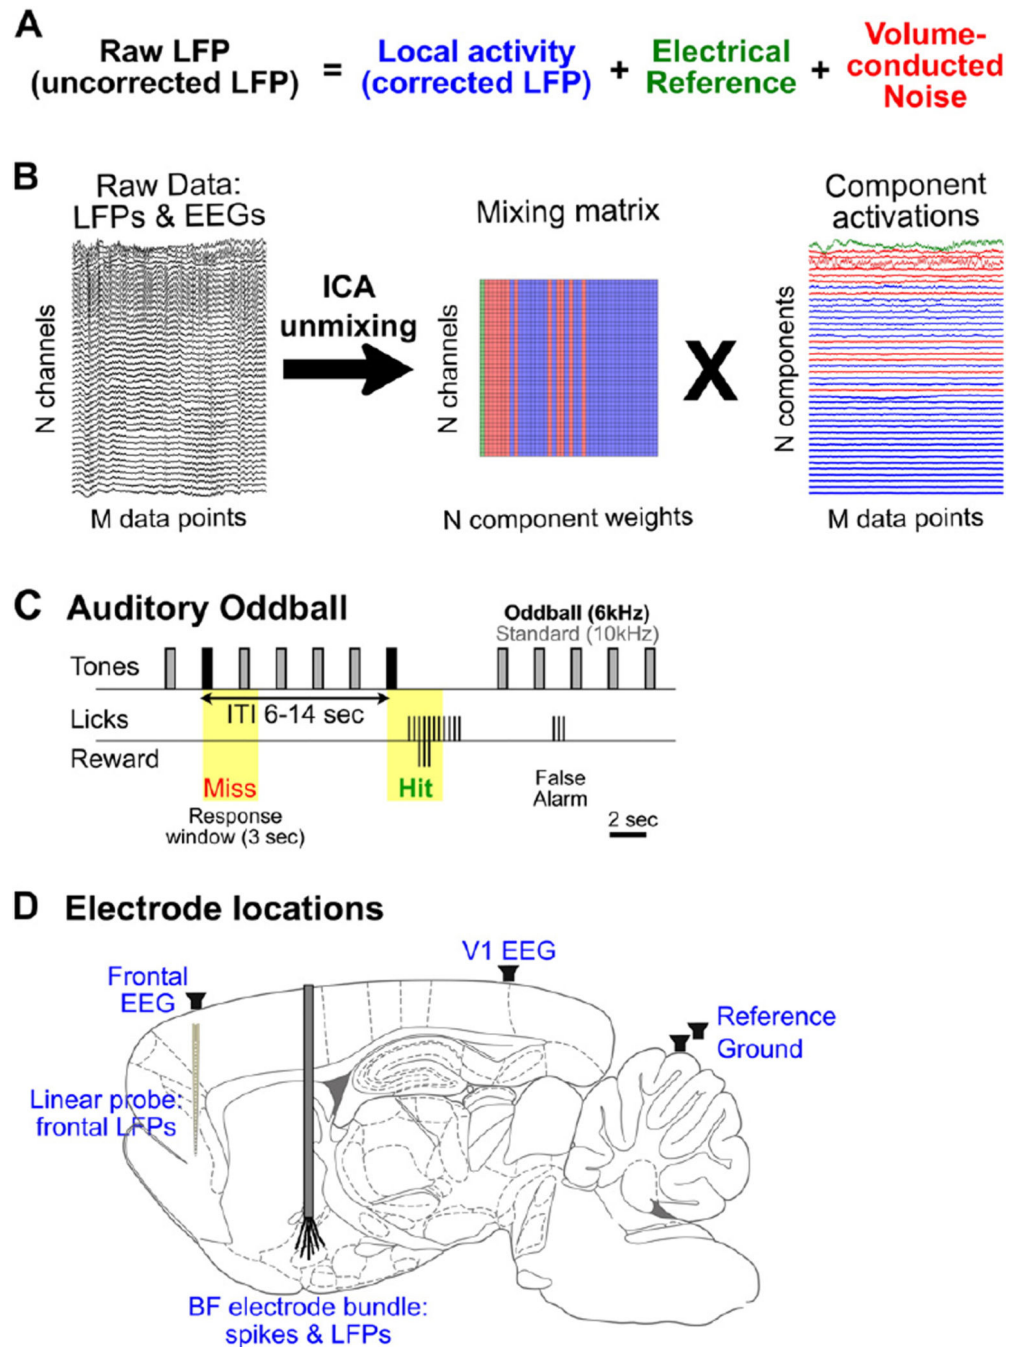 A
Raw LFP
(uncorrected LFP)
=
Local activity
(corrected LFP)
+
Electrical
Reference
+
Volume-
conducted
Noise
B
Raw Data:
LFPs & EEGs
N channels
M data points
ICA
unmixing
Mixing matrix
N channels
N component weights
X
Component
activations
N components
M data points
C Auditory Oddball
Oddball (6kHz)
Standard (10kHz)
Tones
ITI 6-14 sec
Licks
Reward
Miss
Hit
False
Alarm
Response
window (3 sec)
2 sec
D Electrode locations
V1 EEG
Frontal
EEG
Reference
Ground
Linear probe:
frontal LFPs
BF electrode bundle:
spikes & LFPs